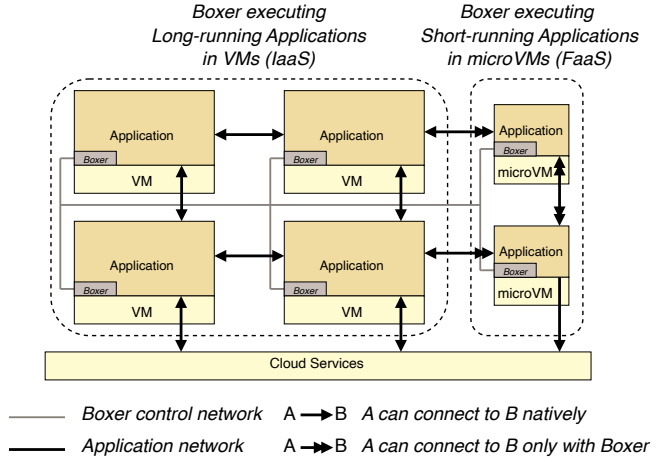 Boxer executing
Long-running Applications
in VMs (IaaS)
Boxer executing
Short-running Applications
in microVMs (FaaS)
Application
Boxer
VM
Application
Boxer
VM
Application
Boxer
microVM
Application
Boxer
VM
Application
Boxer
VM
Application
Boxer
microVM
Cloud Services
Boxer control network A B A can connect to B natively
Application network A B A can connect to B only with Boxer